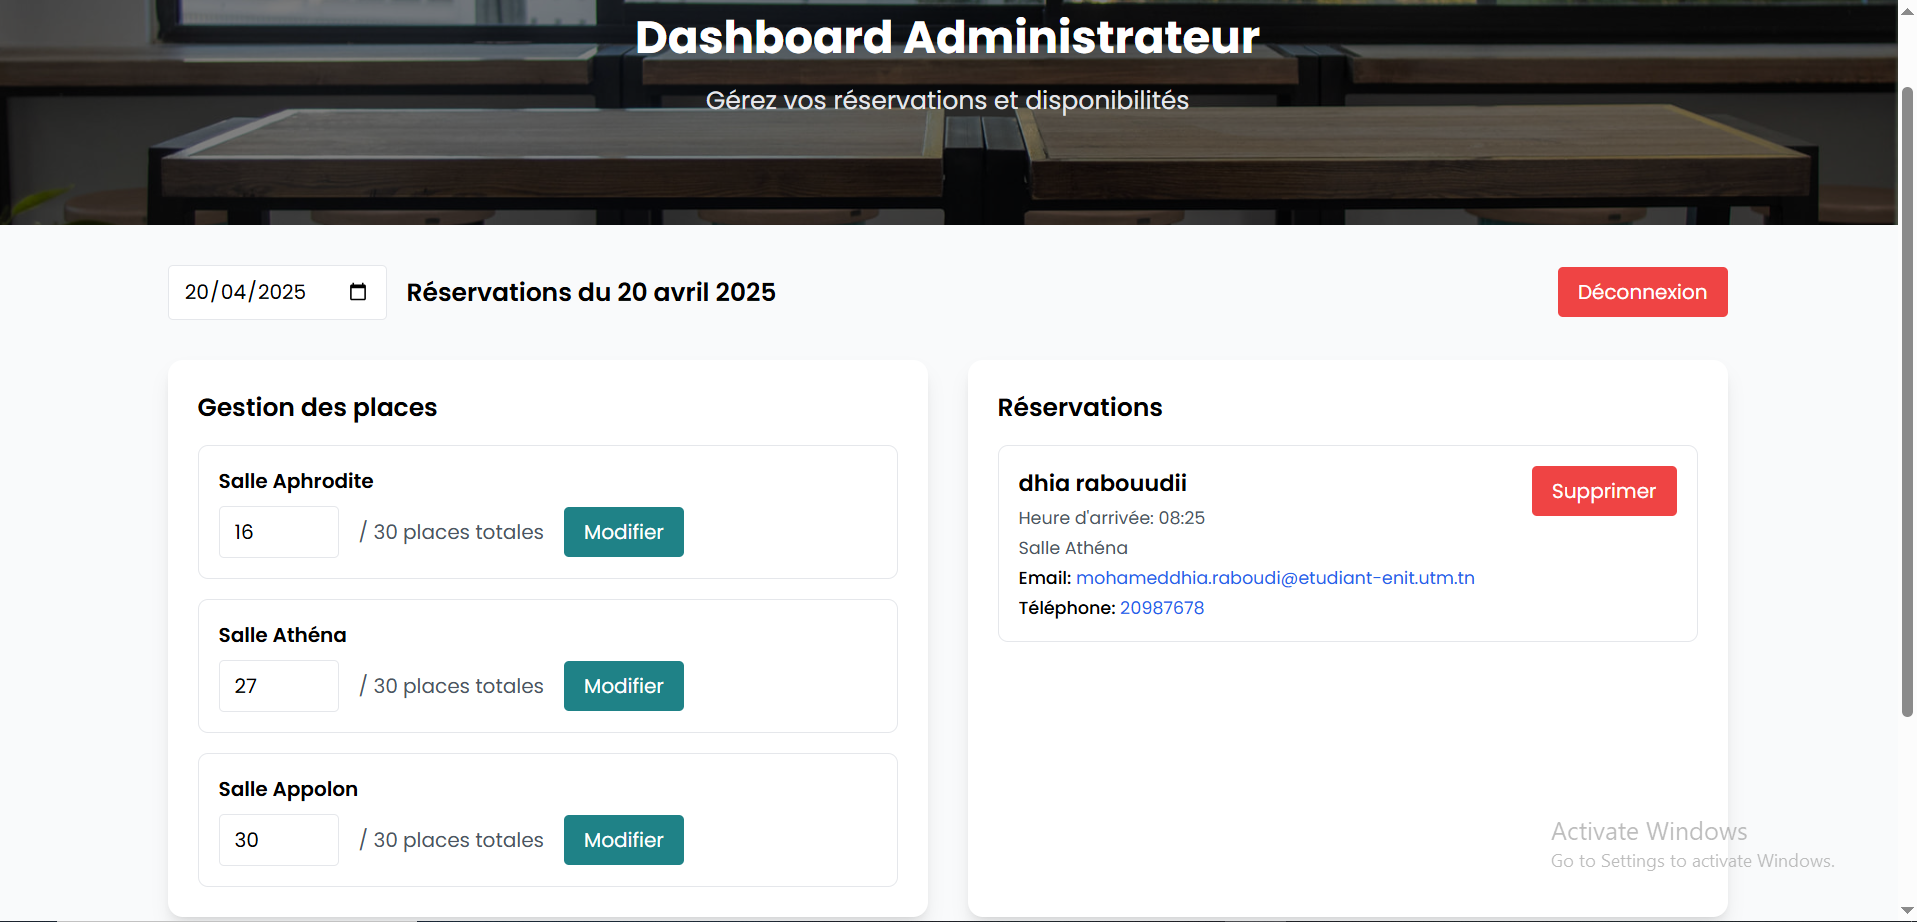 Dashboard Administrateur
Gérez vos réservations et disponibilités
20/04/2025
Réservations du 20 avril 2025
Déconnexion
Gestion des places
Salle Aphrodite
16 / 30 places totales Modifier
Salle Athéna
27 / 30 places totales Modifier
Salle Appolon
30 / 30 places totales Modifier
Réservations
dhia rabouudii
Supprimer
Heure d'arrivée: 08:25
Salle Athéna
Email: mohameddhia.raboudi@etudiant-enit.utm.tn
Téléphone: 20987678
Activate Windows
Go to Settings to activate Windows.